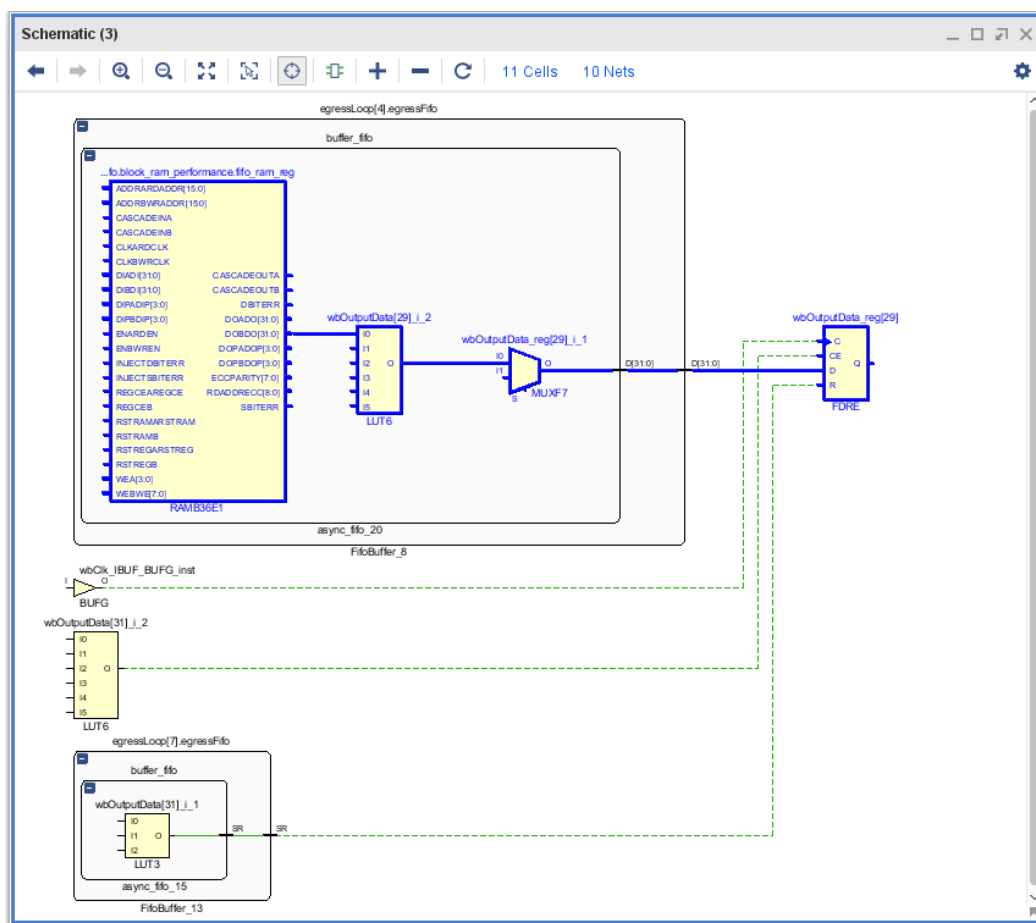 Schematic (3)
11 Cells 10 Nets
egressLoop[4].egressFifo
buffer_fifo
...fo.block_ram_performance.fifo_ram_reg
ADDRARDADDR[15:0]
ADDRBWRADDR[15:0]
CASCADEINA
CASCADEINB
CLKARDCLK
CLKBWRCLK
DIADI[31:0] CASCADEOUTA
DIBDI[31:0] CASCADEOUTB
DIPADIP[3:0] DBITERR
DIPBDIP[3:0] DOADO[31:0]
ENARDEN DOBDO[31:0]
ENBWREN DOPADOP[3:0]
INJECTDBITERR DOPBDOP[3:0]
INJECTSBITERR ECCPARITY[7:0]
REGCEAREGCE RDADDRECC[8:0]
REGCEB SBITERR
RSTRAMARSTRAM
RSTRAMB
RSTREGARSTREG
RSTREGB
WEA[3:0]
WEBWE[7:0]
RAMB36E1
wbOutputData[29]_i_2
I0
I1
I2 O
I3
I4
I5
LUT6
wbOutputData_reg[29]_i_1
I0
O
I1
S
MUXF7
D[31:0]
D[31:0]
wbOutputData_reg[29]
C
CE
D Q
R
FDRE
async_fifo_20
FifoBuffer_8
wbClk_IBUF_BUFG_inst
I O
BUFG
wbOutputData[31]_i_2
I0
I1
I2 O
I3
I4
I5
LUT6
egressLoop[7].egressFifo
buffer_fifo
wbOutputData[31]_i_1
I0
I1 O
I2
LUT3
SR SR
async_fifo_15
FifoBuffer_13